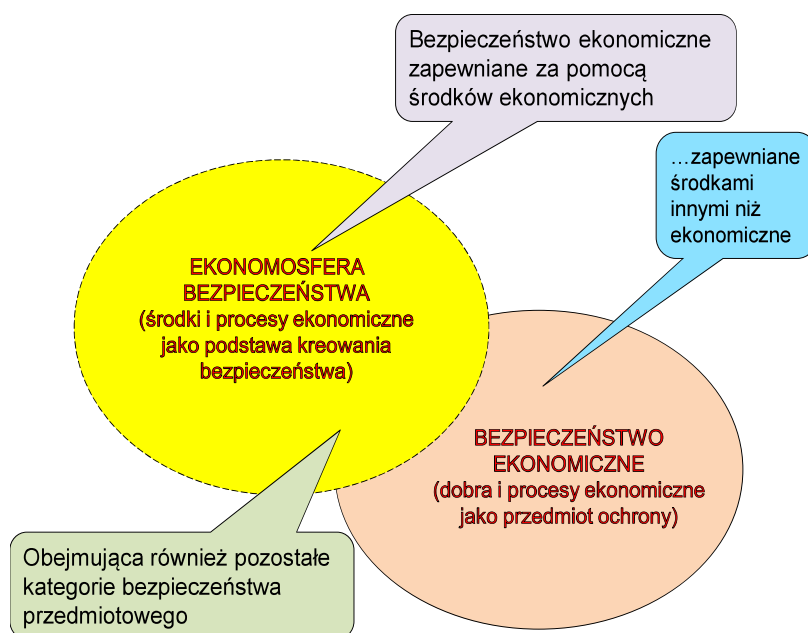 Bezpieczeństwo ekonomiczne
zapewniane za pomocą
środków ekonomicznych
…zapewniane
środkami
innymi niż
ekonomiczne
EKONOMOSFERA
BEZPIECZEŃSTWA
(środki i procesy ekonomiczne
jako podstawa kreowania
bezpieczeństwa)
BEZPIECZEŃSTWO
EKONOMICZNE
(dobra i procesy ekonomiczne
jako przedmiot ochrony)
Obejmująca również pozostałe
kategorie bezpieczeństwa
przedmiotowego